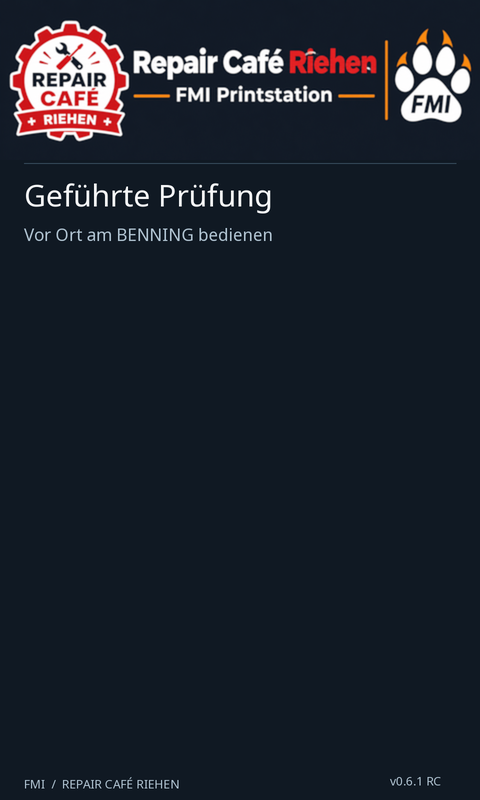 REPAIR
CAFÉ
+ RIEHEN +
Repair Café Riehen
FMI Printstation
FMI
Geführte Prüfung
Vor Ort am BENNING bedienen
FMI / REPAIR CAFÉ RIEHEN
v0.6.1 RC